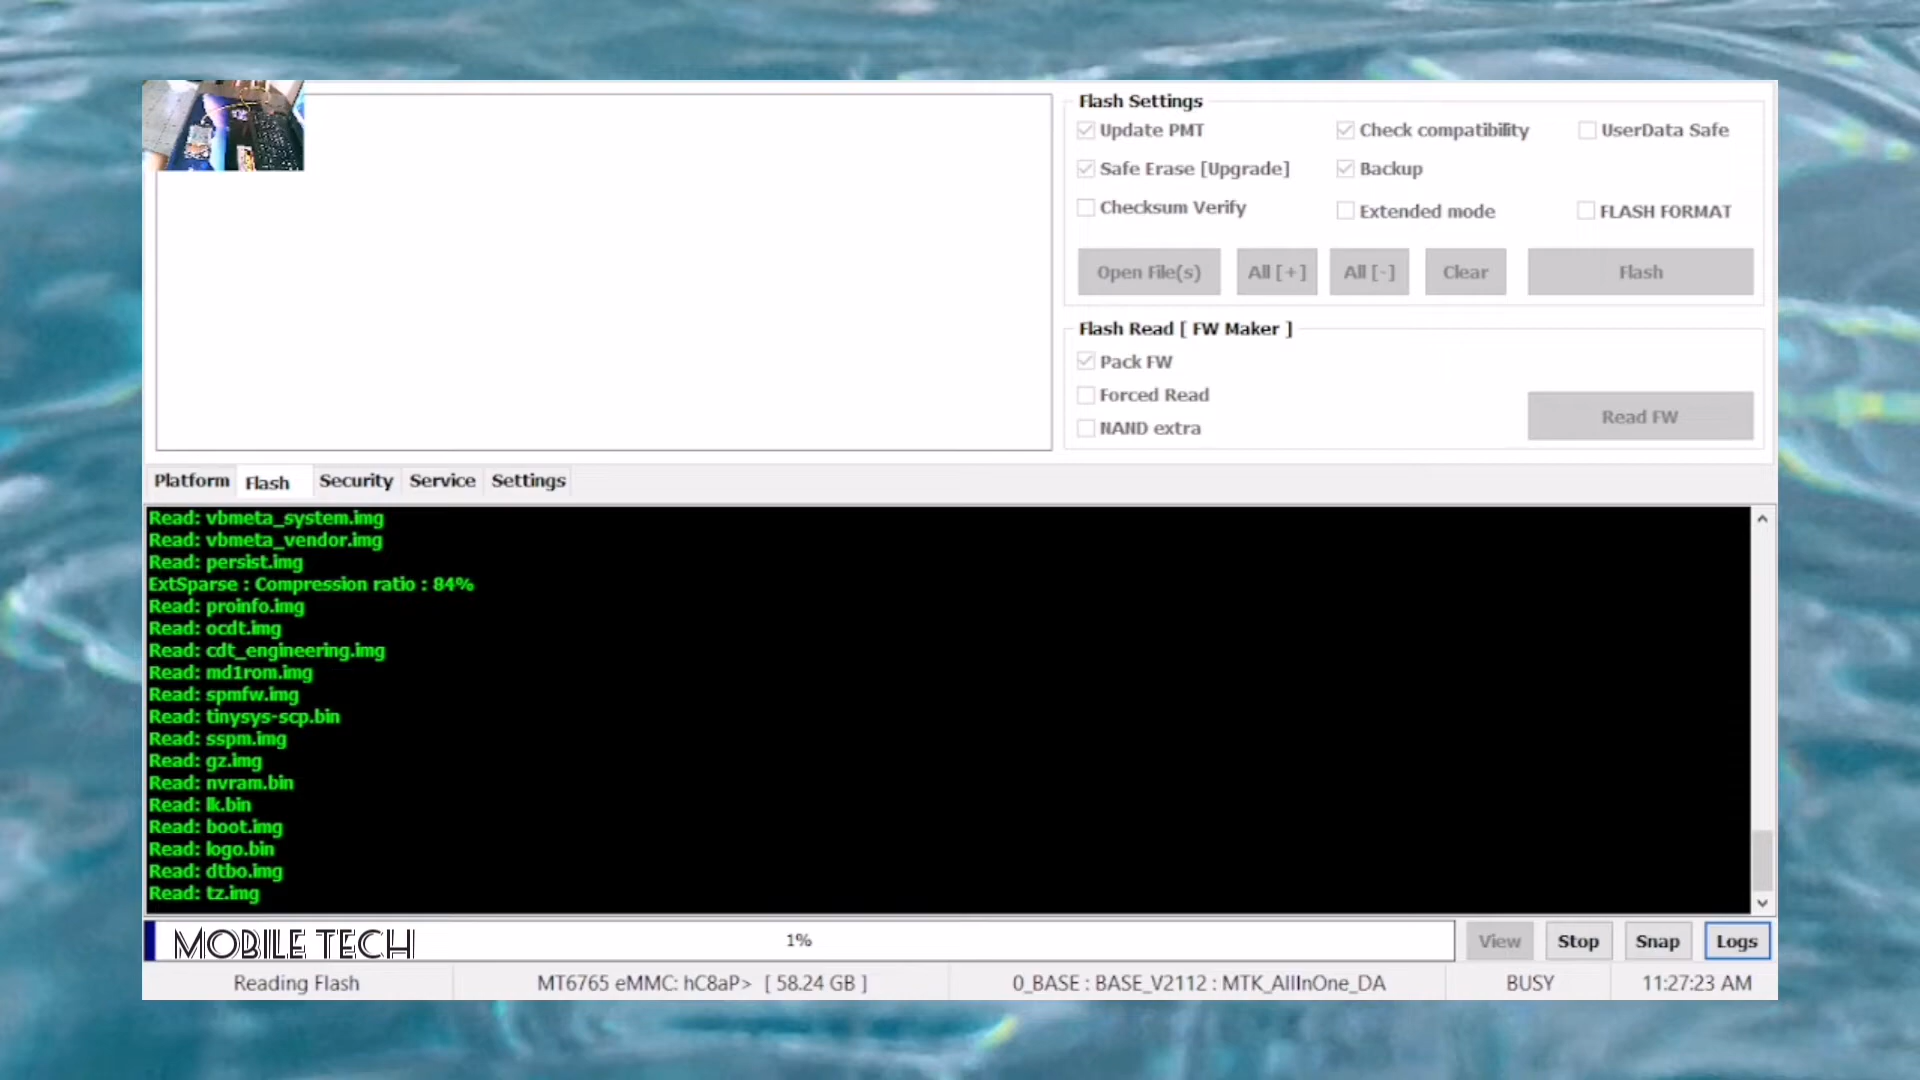 Flash Settings
Update PMT
Check compatibility
UserData Safe
Safe Erase [Upgrade]
Backup
Checksum Verify
Extended mode
FLASH FORMAT
Open File(s)
All [+]
All [-]
Clear
Flash
Flash Read [ FW Maker ]
Pack FW
Forced Read
NAND extra
Read FW
Platform
Flash
Security
Service
Settings
Read: vbmeta_system.img
Read: vbmeta_vendor.img
Read: persist.img
ExtSparse : Compression ratio : 84%
Read: proinfo.img
Read: ocdt.img
Read: cdt_engineering.img
Read: md1rom.img
Read: spmfw.img
Read: tinysys-scp.bin
Read: sspm.img
Read: gz.img
Read: nvram.bin
Read: lk.bin
Read: boot.img
Read: logo.bin
Read: dtbo.img
Read: tz.img
MOBILE TECH
1%
View
Stop
Snap
Logs
Reading Flash
MT6765 eMMC: hC8aP> [ 58.24 GB ]
0_BASE : BASE_V2112 : MTK_AllInOne_DA
BUSY
11:27:23 AM